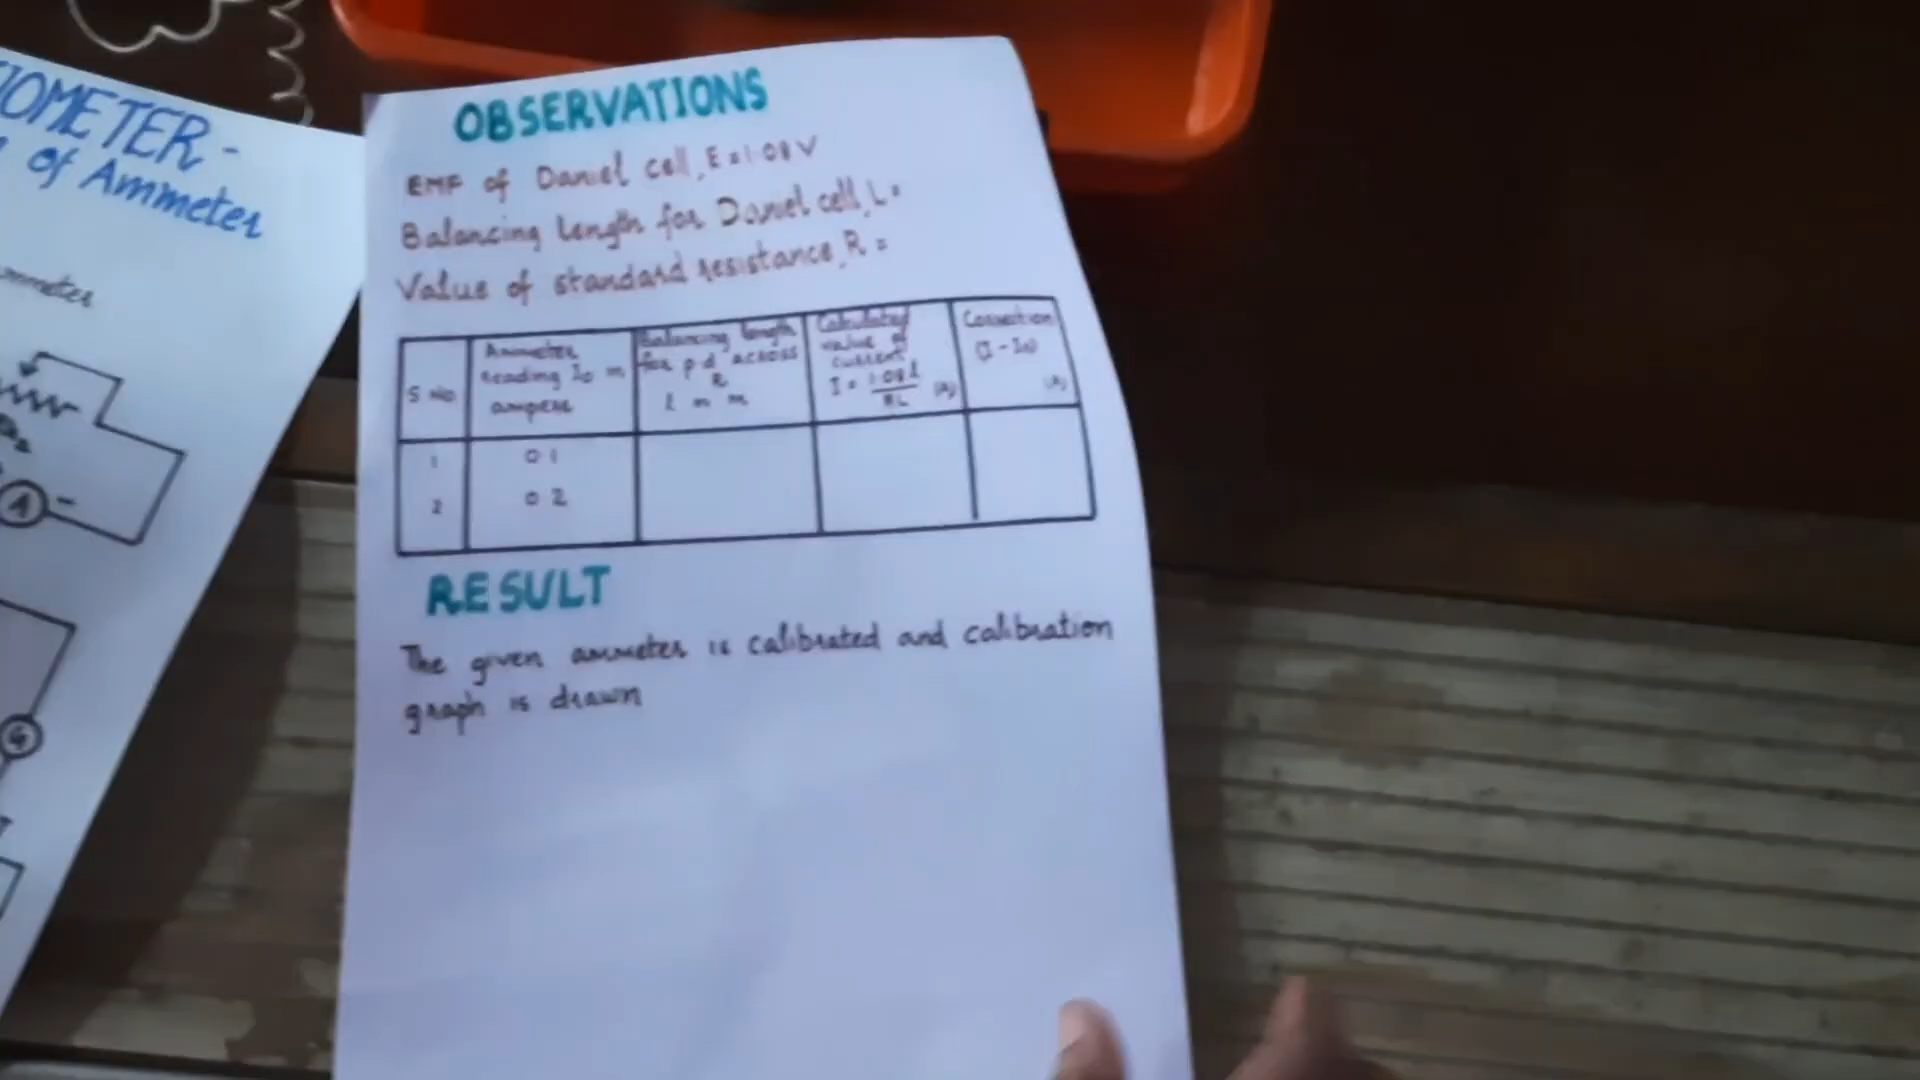 IOMETER -
of Ammeter
mmeter
A
G
OBSERVATIONS
EMF of Daniel cell, E = 1.08 V
Balancing length for Daniel cell, L =
Value of standard resistance, R =
S No
Ammeter
reading I₀ in
ampere
Balancing length
for p.d across
R
l in m
Calculated
value of
current
I = 1.08 l / RL (A)
Correction
(I - I₀)
(A)
1 0.1
2 0.2
RESULT
The given ammeter is calibrated and calibration
graph is drawn